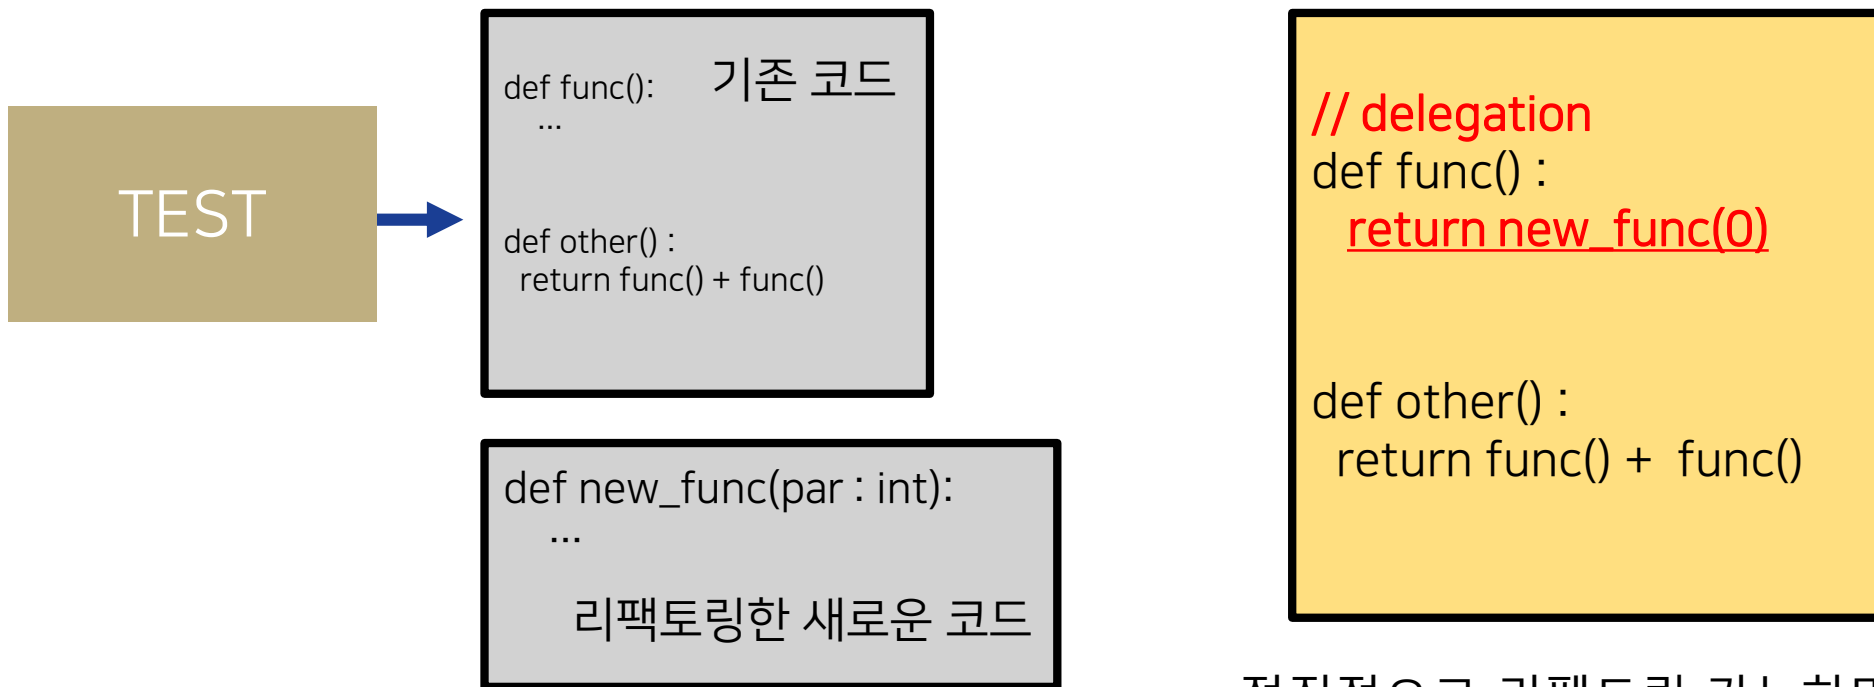 TEST
def func():
기존 코드
...
def other() :
return func() + func()
def new_func(par : int):
...
리팩토링한 새로운 코드
// delegation
def func() :
return new_func(0)
def other() :
return func() + func()